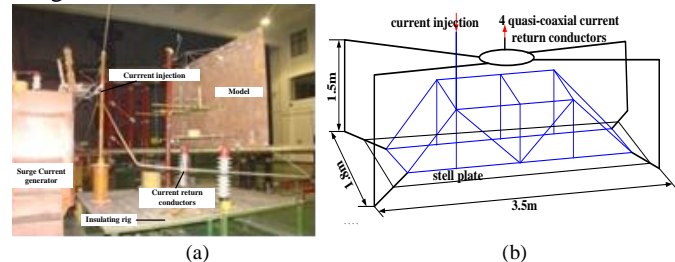 Currrent injection
Model
Surge Current
generator
Current return
conductors
Insulating rig
(a)
current injection
4 quasi-coaxial current
return conductors
1.5m
1.8m
stell plate
3.5m
(b)